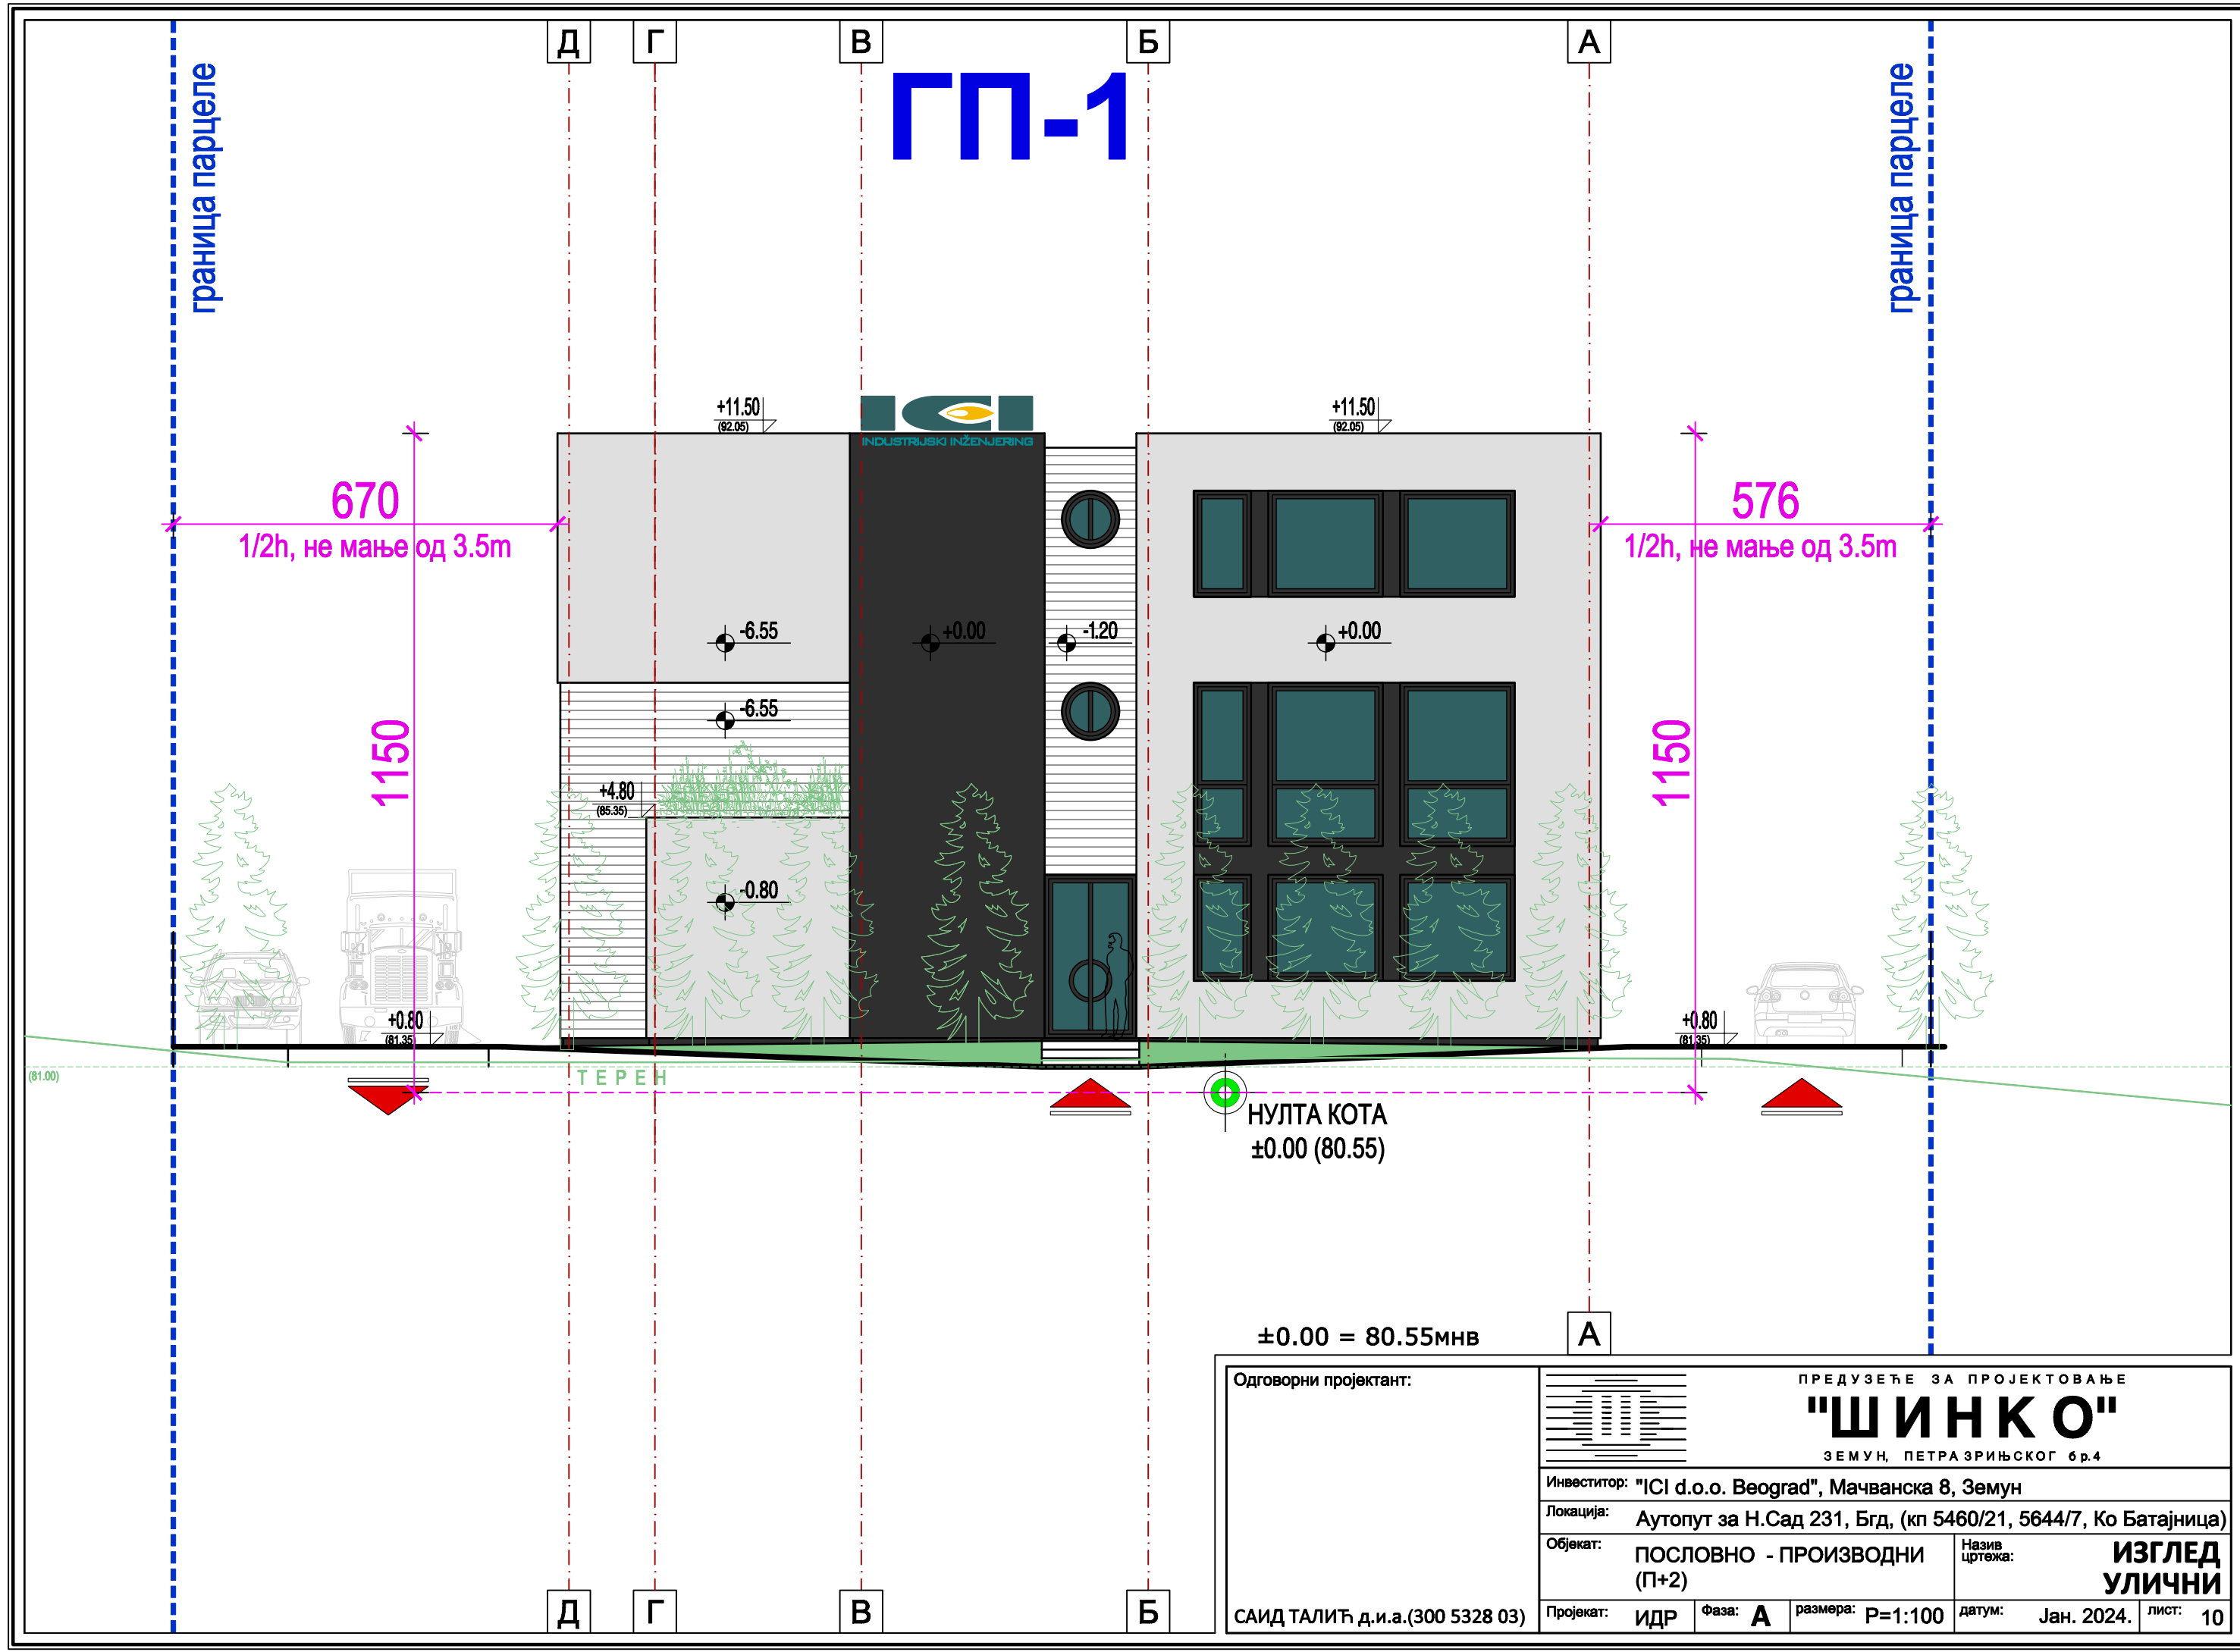 Д
Г
В
Б
А
граница парцеле
ГП-1
граница парцеле
ICI
INDUSTRIJSKI INŽENJERING
+11.50
(92.05)
+11.50
(92.05)
670
1/2h, не мање од 3.5m
576
1/2h, не мање од 3.5m
-6.55
+0.00
-1.20
+0.00
-6.55
1150
1150
+4.80
(85.35)
-0.80
+0.80
(81.35)
+0.80
(81.35)
(81.00)
ТЕРЕН
НУЛТА КОТА
±0.00 (80.55)
±0.00 = 80.55мнв
А
Одговорни пројектант:
САИД ТАЛИЋ д.и.а.(300 5328 03)
ПРЕДУЗЕЋЕ ЗА ПРОЈЕКТОВАЊЕ
"ШИНКО"
ЗЕМУН, ПЕТРА ЗРИЊСКОГ бр.4
Инвеститор: "ICI d.o.o. Beograd", Мачванска 8, Земун
Локација: Аутопут за Н.Сад 231, Бгд, (кп 5460/21, 5644/7, Ко Батајница)
Објекат: ПОСЛОВНО - ПРОИЗВОДНИ
(П+2)
Назив
цртежа:
ИЗГЛЕД
УЛИЧНИ
Пројекат: ИДР Фаза: А размера: Р=1:100 датум: Јан. 2024. лист: 10
Д
Г
В
Б